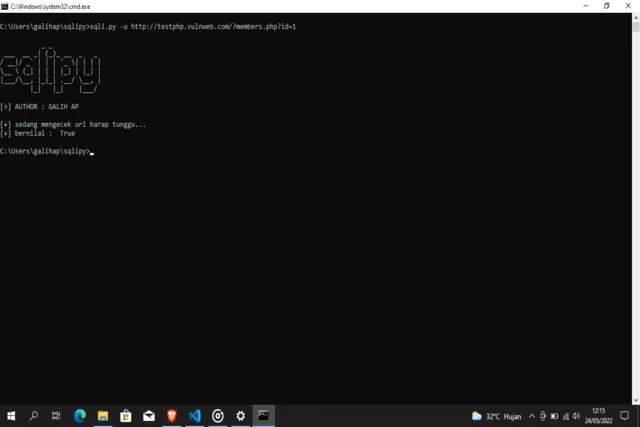 C:\Windows\system32\cmd.exe
C:\Users\galihap\sqlipy>sqli.py -u http://testphp.vulnweb.com/?members.php?id=1
sqlipy
[>] AUTHOR : GALIH AP
[+] sedang mengecek url harap tunggu...
[+] bernilai :  True
C:\Users\galihap\sqlipy>
32°C Hujan
12:15
24/05/2022